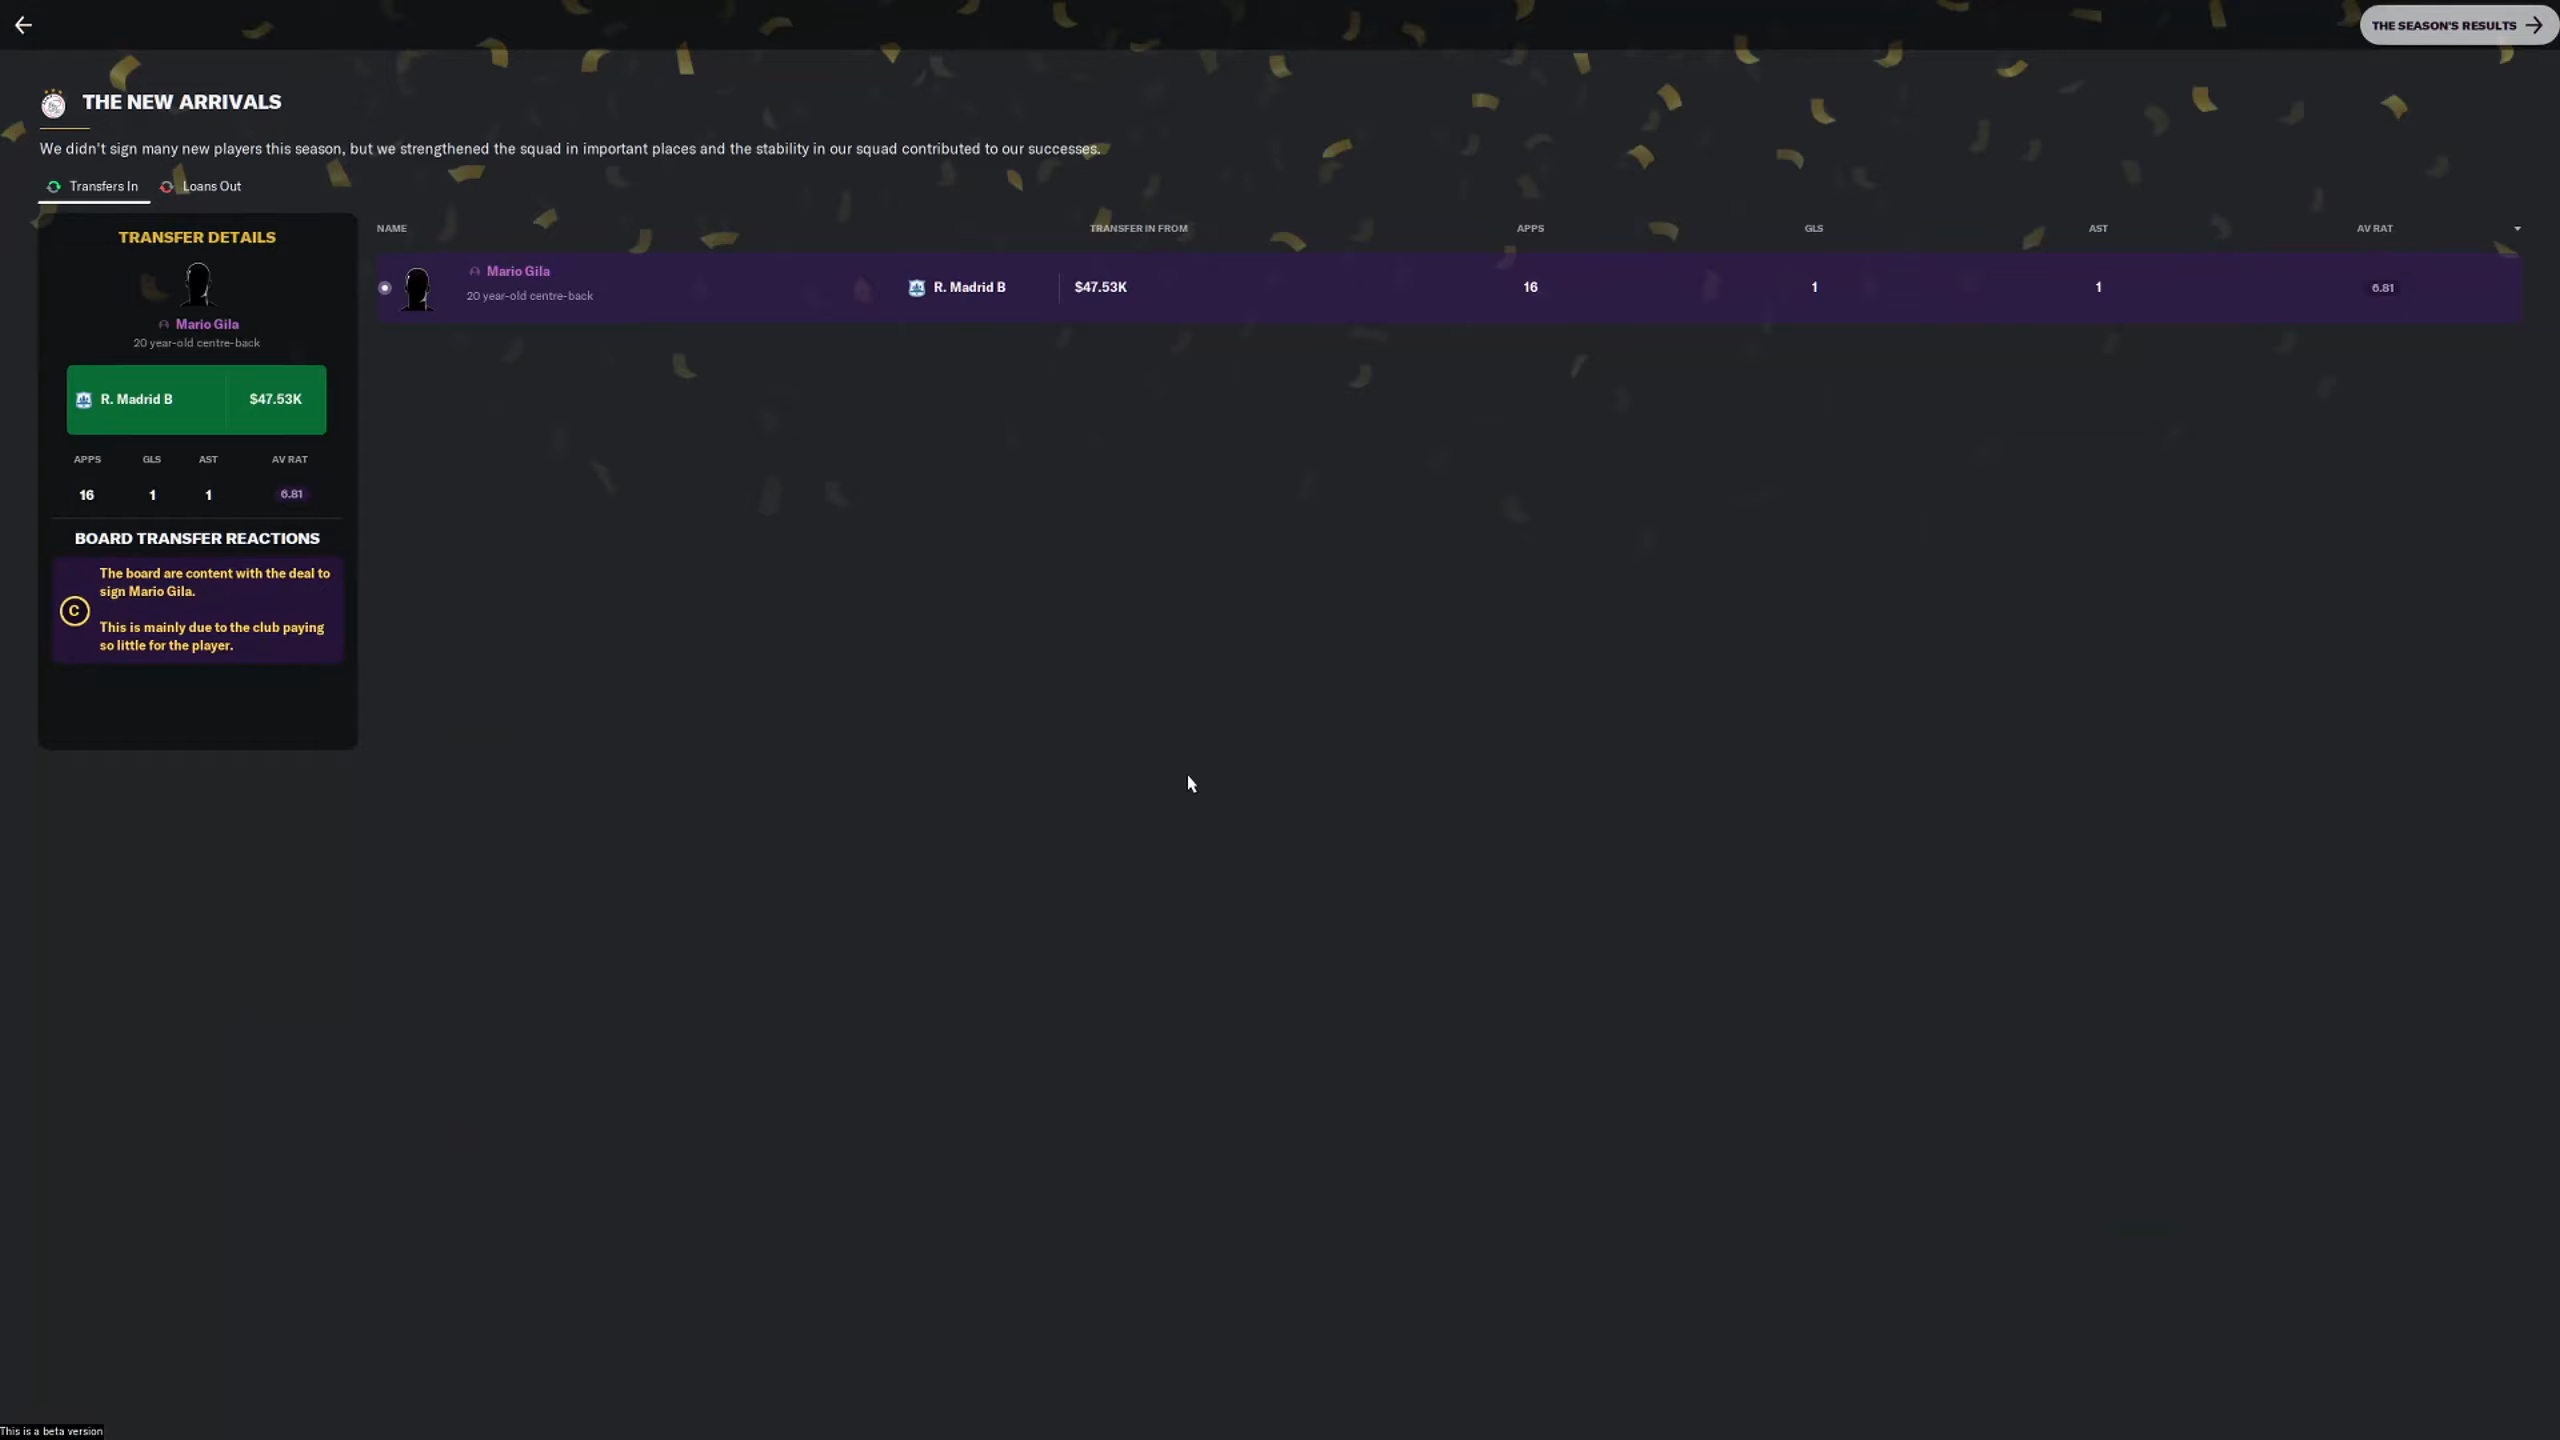 THE SEASON'S RESULTS
THE NEW ARRIVALS
We didn't sign many new players this season, but we strengthened the squad in important places and the stability in our squad contributed to our successes.
Transfers In Loans Out
TRANSFER DETAILS
Mario Gila
20 year-old centre-back
R. Madrid B $47.53K
APPS GLS AST AV RAT
16 1 1 6.81
BOARD TRANSFER REACTIONS
C
The board are content with the deal to
sign Mario Gila.
This is mainly due to the club paying
so little for the player.
NAME TRANSFER IN FROM APPS GLS AST AV RAT
Mario Gila
20 year-old centre-back
R. Madrid B $47.53K 16 1 1 6.81
This is a beta version